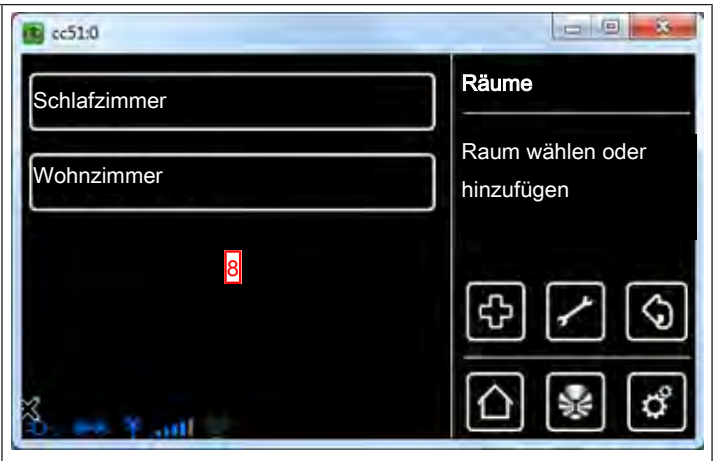 cc51:0
Schlafzimmer
Wohnzimmer
8
Räume
Raum wählen oder
hinzufügen